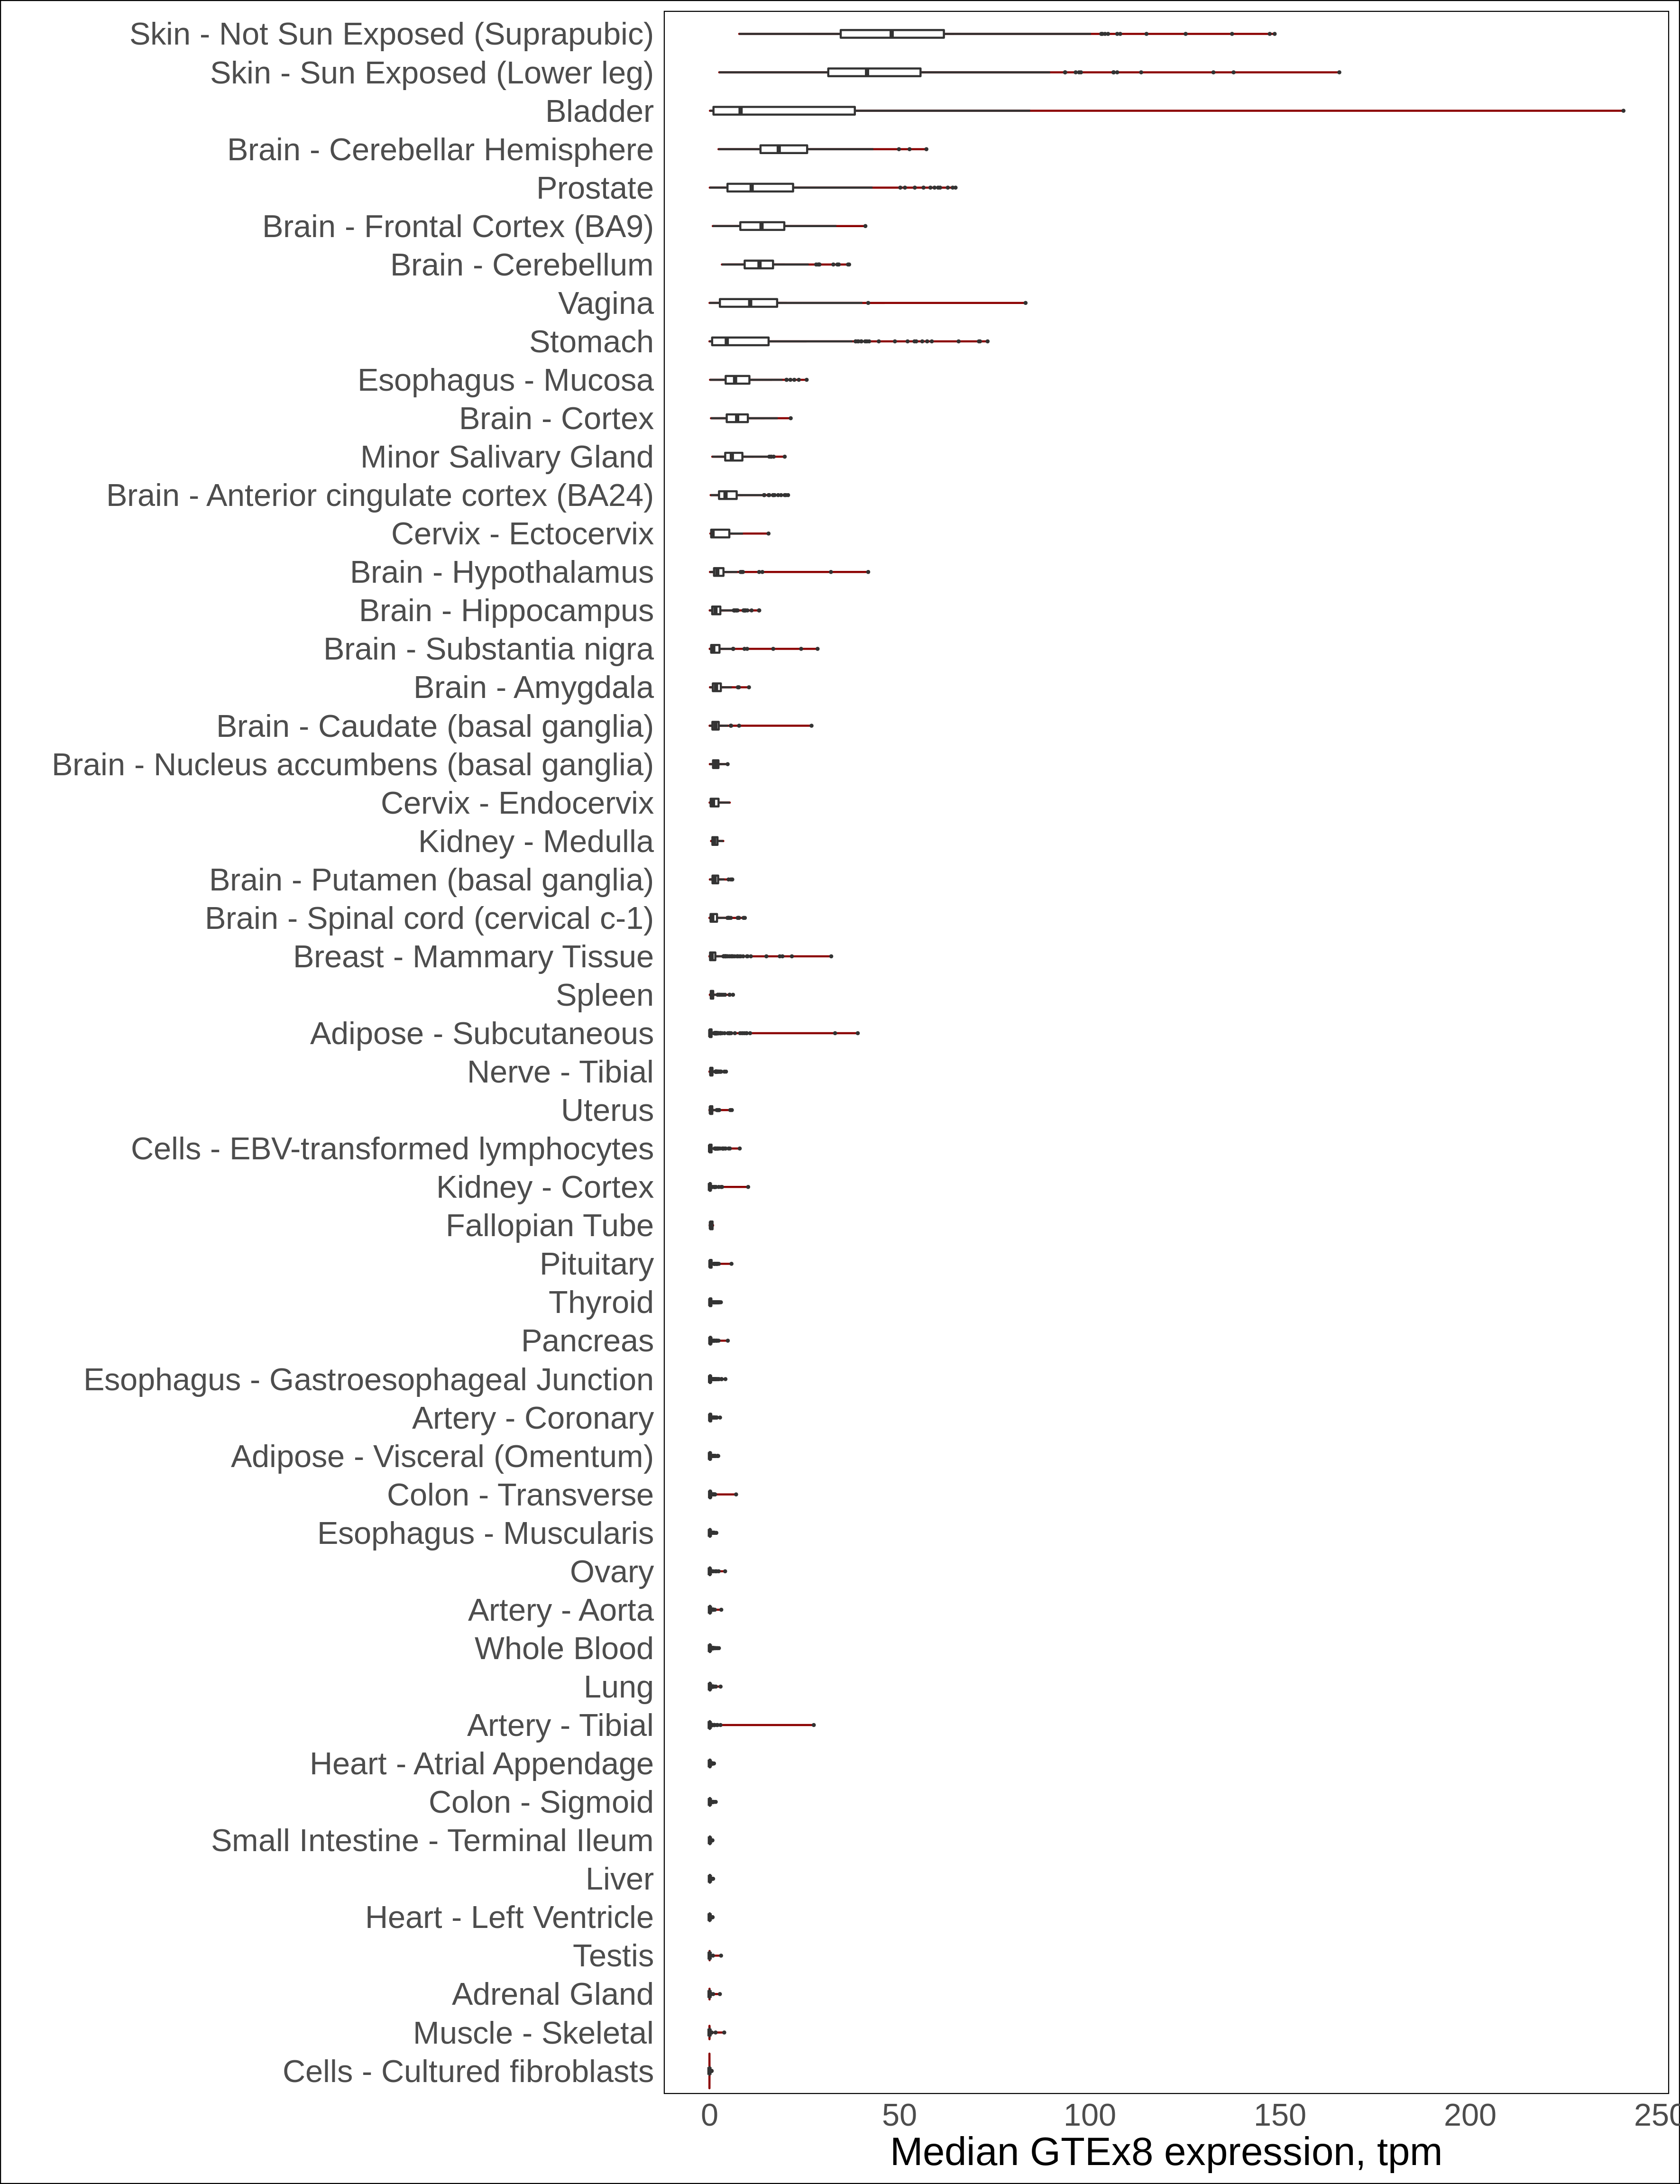 Skin - Not Sun Exposed (Suprapubic)
Skin - Sun Exposed (Lower leg)
Bladder
Brain - Cerebellar Hemisphere
Prostate
Brain - Frontal Cortex (BA9)
Brain - Cerebellum
Vagina
Stomach
Esophagus - Mucosa
Brain - Cortex
Minor Salivary Gland
Brain - Anterior cingulate cortex (BA24)
Cervix - Ectocervix
Brain - Hypothalamus
Brain - Hippocampus
Brain - Substantia nigra
Brain - Amygdala
Brain - Caudate (basal ganglia)
Brain - Nucleus accumbens (basal ganglia)
Cervix - Endocervix
Kidney - Medulla
Brain - Putamen (basal ganglia)
Brain - Spinal cord (cervical c-1)
Breast - Mammary Tissue
Spleen
Adipose - Subcutaneous
Nerve - Tibial
Uterus
Cells - EBV-transformed lymphocytes
Kidney - Cortex
Fallopian Tube
Pituitary
Thyroid
Pancreas
Esophagus - Gastroesophageal Junction
Artery - Coronary
Adipose - Visceral (Omentum)
Colon - Transverse
Esophagus - Muscularis
Ovary
Artery - Aorta
Whole Blood
Lung
Artery - Tibial
Heart - Atrial Appendage
Colon - Sigmoid
Small Intestine - Terminal Ileum
Liver
Heart - Left Ventricle
Testis
Adrenal Gland
Muscle - Skeletal
Cells - Cultured fibroblasts
0 50 100 150 200 250
Median GTEx8 expression, tpm